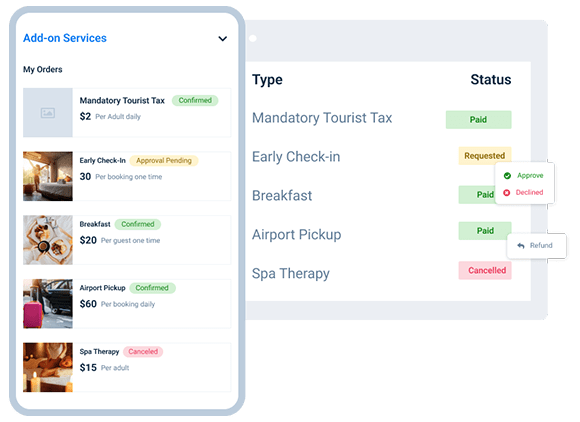 Add-on Services
My Orders
Mandatory Tourist Tax Confirmed
$2 Per Adult daily
Early Check-In Approval Pending
30 Per booking one time
Breakfast Confirmed
$20 Per guest one time
Airport Pickup Confirmed
$60 Per booking daily
Spa Therapy Canceled
$15 Per adult
Type Status
Mandatory Tourist Tax Paid
Early Check-in Requested
Approve
Declined
Breakfast Paid
Airport Pickup Paid
Refund
Spa Therapy Cancelled